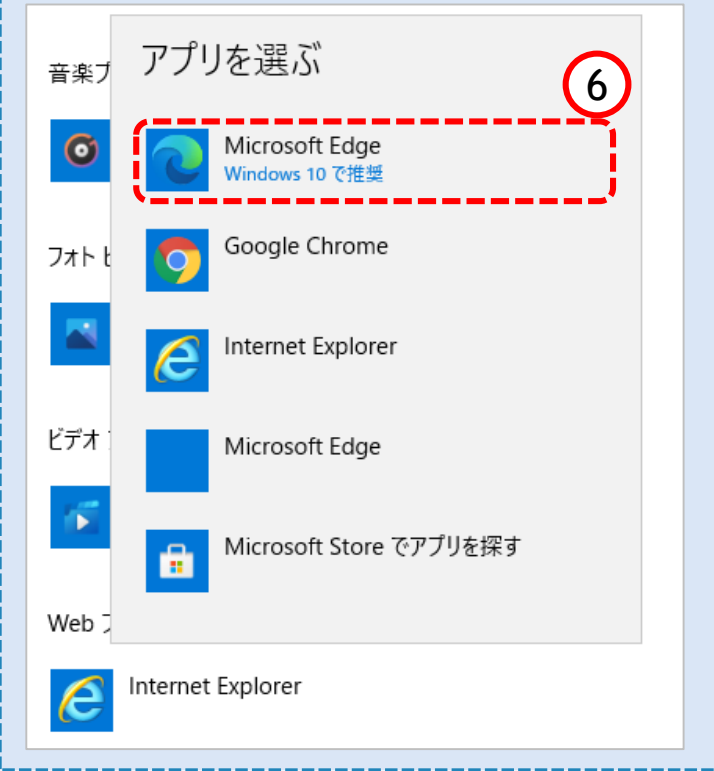 アプリを選ぶ
6
音楽プ
Microsoft Edge
Windows 10 で推奨
フォト ビ
Google Chrome
Internet Explorer
ビデオ
Microsoft Edge
Microsoft Store でアプリを探す
Web ブ
Internet Explorer